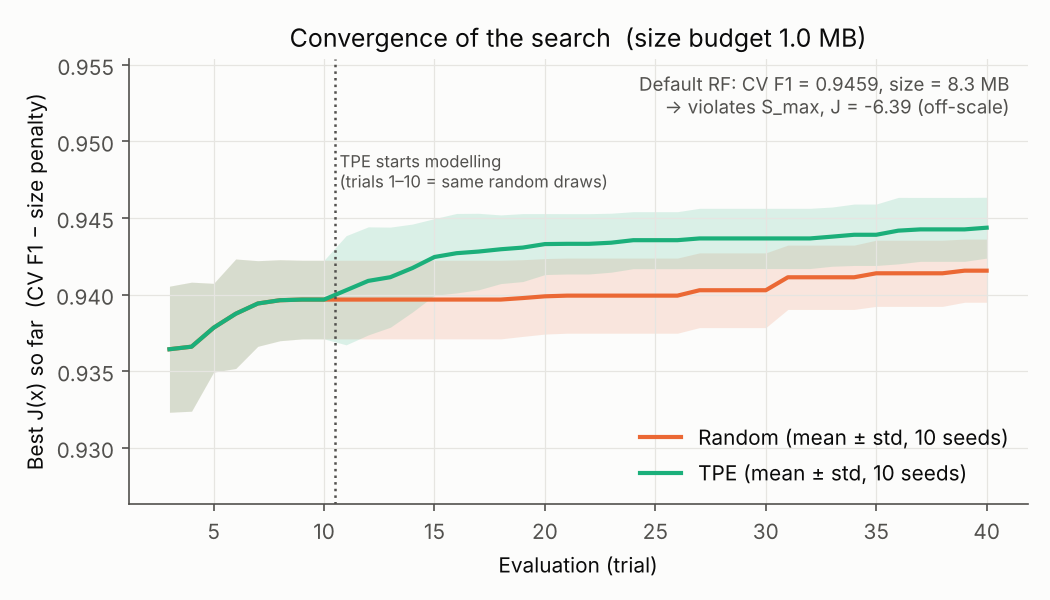 Convergence of the search  (size budget 1.0 MB)
Default RF: CV F1 = 0.9459, size = 8.3 MB
→ violates S_max, J = -6.39 (off-scale)
TPE starts modelling
(trials 1–10 = same random draws)
Best J(x) so far  (CV F1 − size penalty)
0.955
0.950
0.945
0.940
0.935
0.930
Random (mean ± std, 10 seeds)
TPE (mean ± std, 10 seeds)
5 10 15 20 25 30 35 40
Evaluation (trial)